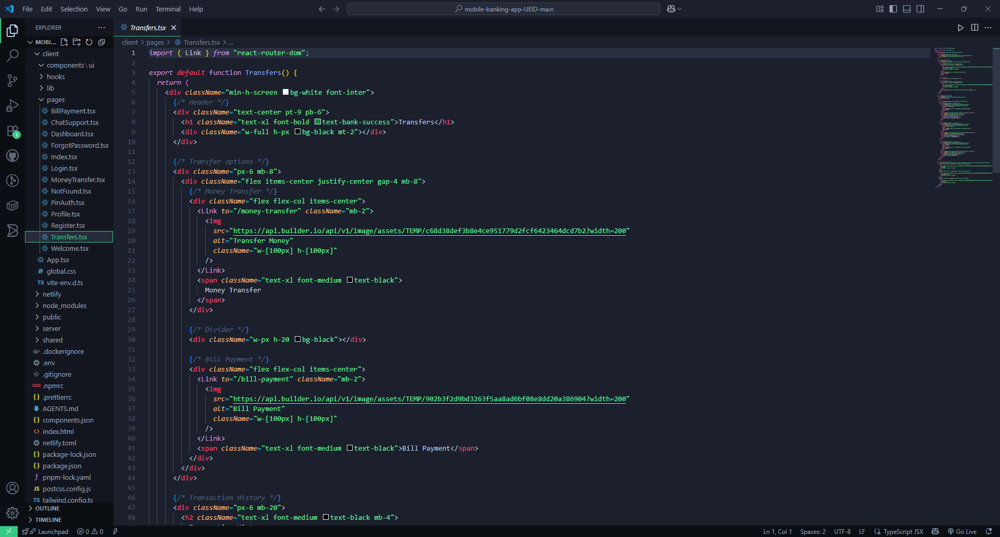 File Edit Selection View Go Run Terminal Help
mobile-banking-app-UEID-main
EXPLORER
MOBI...
client
components\ui
hooks
lib
pages
BillPayment.tsx
ChatSupport.tsx
Dashboard.tsx
ForgotPassword.tsx
Index.tsx
Login.tsx
MoneyTransfer.tsx
NotFound.tsx
PinAuth.tsx
Profile.tsx
Register.tsx
Transfers.tsx
Welcome.tsx
App.tsx
# global.css
TS vite-env.d.ts
netlify
node_modules
public
server
shared
.dockerignore
.env
.gitignore
.npmrc
{} .prettierrc
AGENTS.md
{} components.json
<> index.html
netlify.toml
{} package-lock.json
{} package.json
! pnpm-lock.yaml
JS postcss.config.js
TS tailwind.config.ts
OUTLINE
TIMELINE
1
Transfers.tsx
client > pages > Transfers.tsx > ...
1 import { Link } from "react-router-dom";
2
3 export default function Transfers() {
4 return (
5 <div className="min-h-screen bg-white font-inter">
6 {/* Header */}
7 <div className="text-center pt-9 pb-6">
8 <h1 className="text-xl font-bold text-bank-success">Transfers</h1>
9 <div className="w-full h-px bg-black mt-2"></div>
10 </div>
11
12 {/* Transfer options */}
13 <div className="px-6 mb-8">
14 <div className="flex items-center justify-center gap-4 mb-8">
15 {/* Money Transfer */}
16 <div className="flex flex-col items-center">
17 <Link to="/money-transfer" className="mb-2">
18 <img
19 src="https://api.builder.io/api/v1/image/assets/TEMP/c68d38def3b8e4ce951779d2fcf6423464dcd7b2?width=200"
20 alt="Transfer Money"
21 className="w-[100px] h-[100px]"
22 />
23 </Link>
24 <span className="text-xl font-medium text-black">
25 Money Transfer
26 </span>
27 </div>
28
29 {/* Divider */}
30 <div className="w-px h-20 bg-black"></div>
31
32 {/* Bill Payment */}
33 <div className="flex flex-col items-center">
34 <Link to="/bill-payment" className="mb-2">
35 <img
36 src="https://api.builder.io/api/v1/image/assets/TEMP/902b3f2d9bd3263f5aa8ad6bf08e8dd20a386904?width=200"
37 alt="Bill Payment"
38 className="w-[100px] h-[100px]"
39 />
40 </Link>
41 <span className="text-xl font-medium text-black">Bill Payment</span>
42 </div>
43 </div>
44 </div>
45
46 {/* Transaction History */}
47 <div className="px-6 mb-20">
48 <h2 className="text-xl font-medium text-black mb-4">
Launchpad 0 0
Ln 1, Col 1 Spaces: 2 UTF-8 LF {} TypeScript JSX Go Live